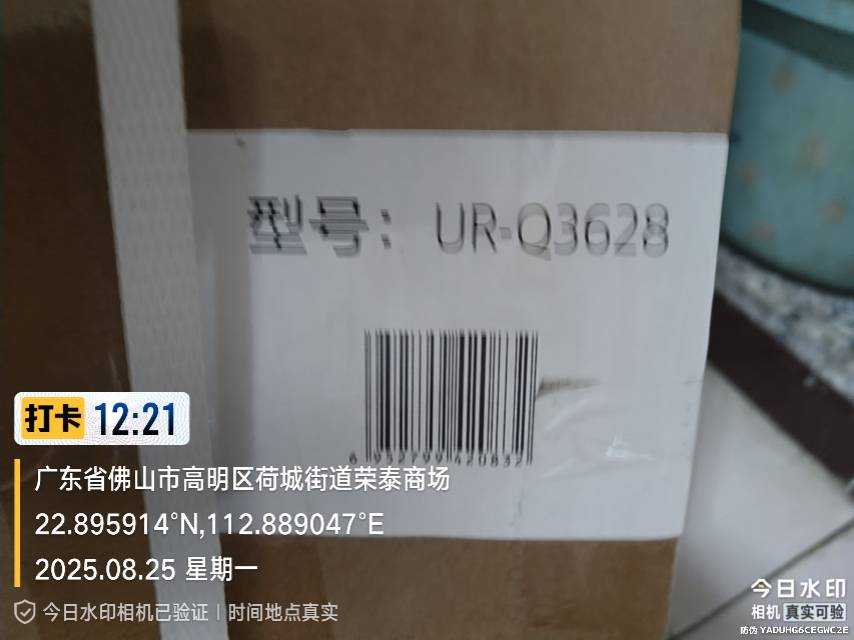 型号: UR-Q3628
6 932799 420832
打卡 12:21
广东省佛山市高明区荷城街道荣泰商场
22.895914°N,112.889047°E
2025.08.25 星期一
今日水印相机已验证 | 时间地点真实
今日水印
相机 真实可验
防伪 YADUHG6CEGWC2E